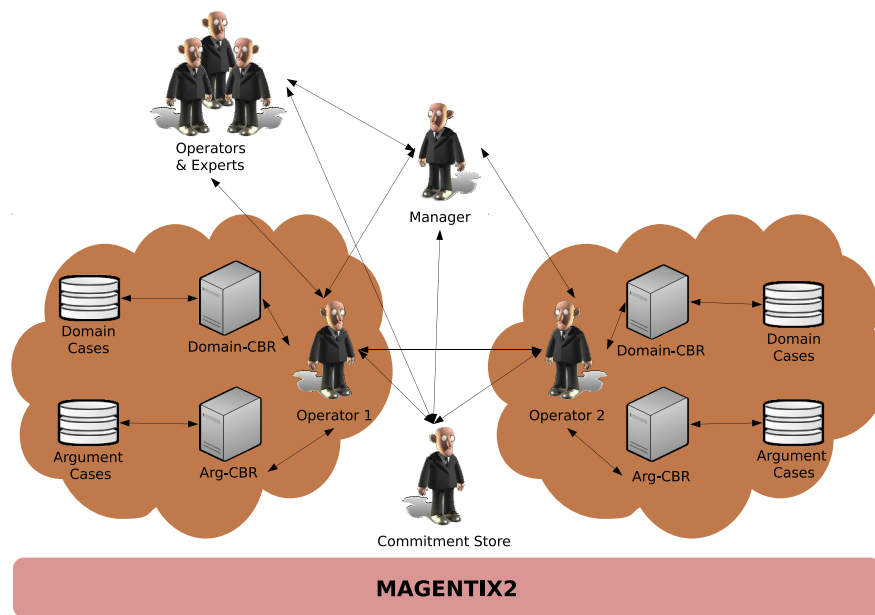 Operators
& Experts
Manager
Domain
Cases
Domain-CBR
Operator 1
Argument
Cases
Arg-CBR
Domain-CBR
Domain
Cases
Operator 2
Arg-CBR
Argument
Cases
Commitment Store
MAGENTIX2